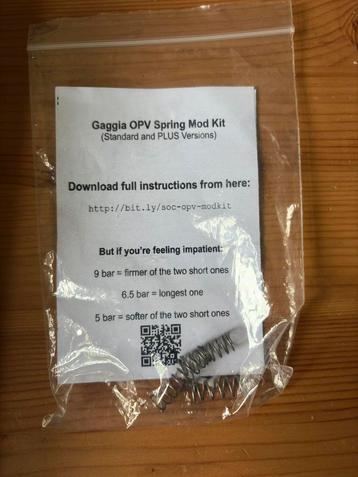 Gaggia OPV Spring Mod Kit
(Standard and PLUS Versions)
Download full instructions from here:
http://bit.ly/soc-opv-modkit
But if you're feeling impatient:
9 bar = firmer of the two short ones
6.5 bar = longest one
5 bar = softer of the two short ones